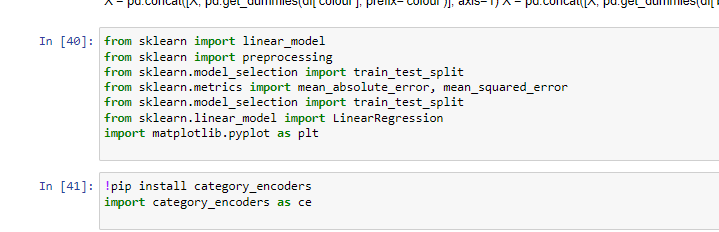 X = pd.concat([X, pd.get_dummies(df['colour'], prefix='colour')], axis=1) X = pd.concat([X, pd.get_dummies(df['
In [40]:
from sklearn import linear_model
from sklearn import preprocessing
from sklearn.model_selection import train_test_split
from sklearn.metrics import mean_absolute_error, mean_squared_error
from sklearn.model_selection import train_test_split
from sklearn.linear_model import LinearRegression
import matplotlib.pyplot as plt
In [41]:
!pip install category_encoders
import category_encoders as ce